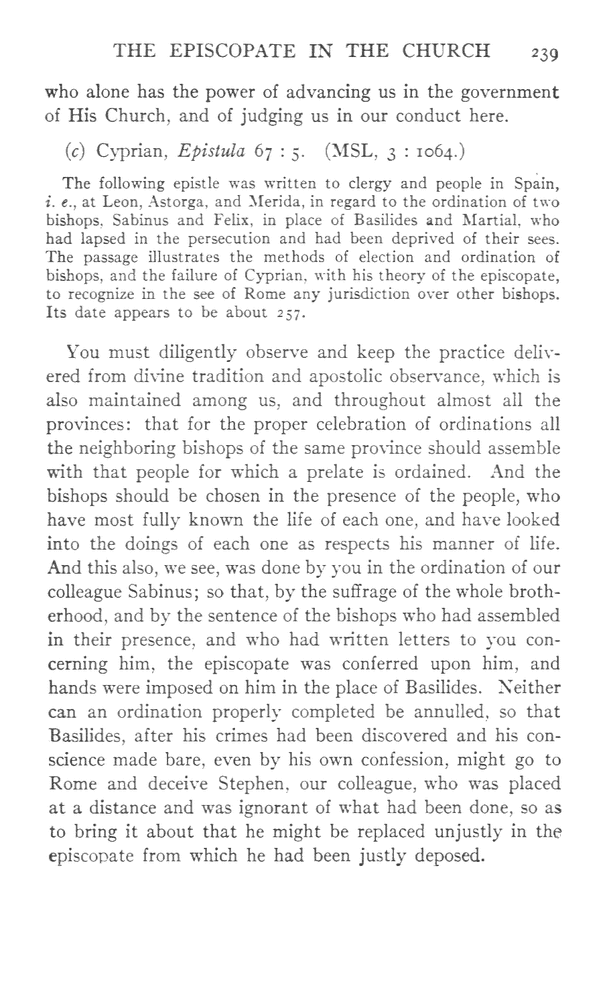 THE EPISCOPATE IN THE CHURCH 239
who alone has the power of advancing us in the government
of His Church, and of judging us in our conduct here.
(c) Cyprian, Epistula 67 : 5. (MSL, 3 : 1064.)
The following epistle was written to clergy and people in Spain,
i. e., at Leon, Astorga, and Merida, in regard to the ordination of two
bishops, Sabinus and Felix, in place of Basilides and Martial, who
had lapsed in the persecution and had been deprived of their sees.
The passage illustrates the methods of election and ordination of
bishops, and the failure of Cyprian, with his theory of the episcopate,
to recognize in the see of Rome any jurisdiction over other bishops.
Its date appears to be about 257.
You must diligently observe and keep the practice deliv-
ered from divine tradition and apostolic observance, which is
also maintained among us, and throughout almost all the
provinces: that for the proper celebration of ordinations all
the neighboring bishops of the same province should assemble
with that people for which a prelate is ordained. And the
bishops should be chosen in the presence of the people, who
have most fully known the life of each one, and have looked
into the doings of each one as respects his manner of life.
And this also, we see, was done by you in the ordination of our
colleague Sabinus; so that, by the suffrage of the whole broth-
erhood, and by the sentence of the bishops who had assembled
in their presence, and who had written letters to you con-
cerning him, the episcopate was conferred upon him, and
hands were imposed on him in the place of Basilides. Neither
can an ordination properly completed be annulled, so that
Basilides, after his crimes had been discovered and his con-
science made bare, even by his own confession, might go to
Rome and deceive Stephen, our colleague, who was placed
at a distance and was ignorant of what had been done, so as
to bring it about that he might be replaced unjustly in the
episcopate from which he had been justly deposed.